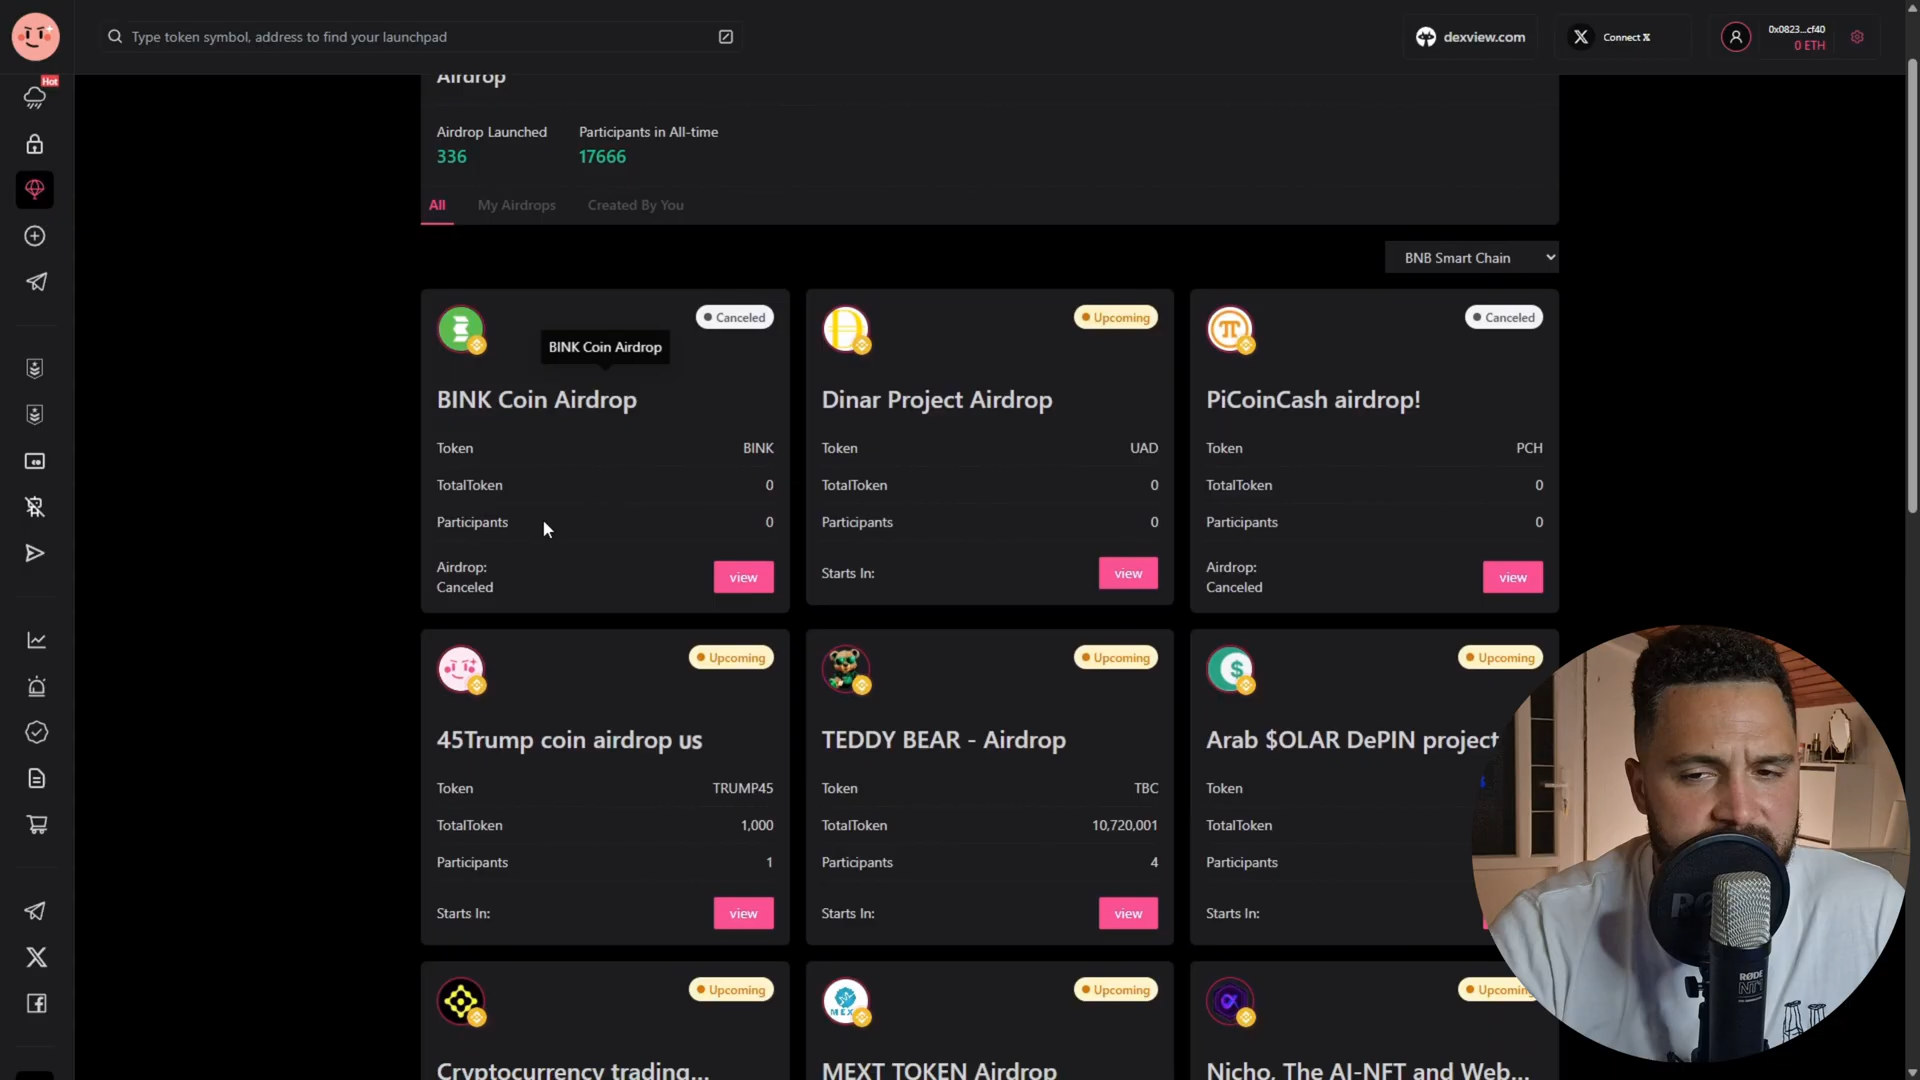 Type token symbol, address to find your launchpad
dexview.com
Connect X
0x0823...cf40
0 ETH
Hot
Airdrop
Airdrop Launched
336
Participants in All-time
17666
All
My Airdrops
Created By You
BNB Smart Chain
Canceled
BINK Coin Airdrop
BINK Coin Airdrop
Token
BINK
TotalToken
0
Participants
0
Airdrop:
Canceled
view
Upcoming
Dinar Project Airdrop
Token
UAD
TotalToken
0
Participants
0
Starts In:
view
Canceled
PiCoinCash airdrop!
Token
PCH
TotalToken
0
Participants
0
Airdrop:
Canceled
view
Upcoming
45Trump coin airdrop us
Token
TRUMP45
TotalToken
1,000
Participants
1
Starts In:
view
Upcoming
TEDDY BEAR - Airdrop
Token
TBC
TotalToken
10,720,001
Participants
4
Starts In:
view
Upcoming
Arab $OLAR DePIN project
Token
TotalToken
Participants
Starts In:
Upcoming
Cryptocurrency trading...
Upcoming
MEXT TOKEN Airdrop
Upcoming
Nicho, The AI-NFT and Web...
RØDE